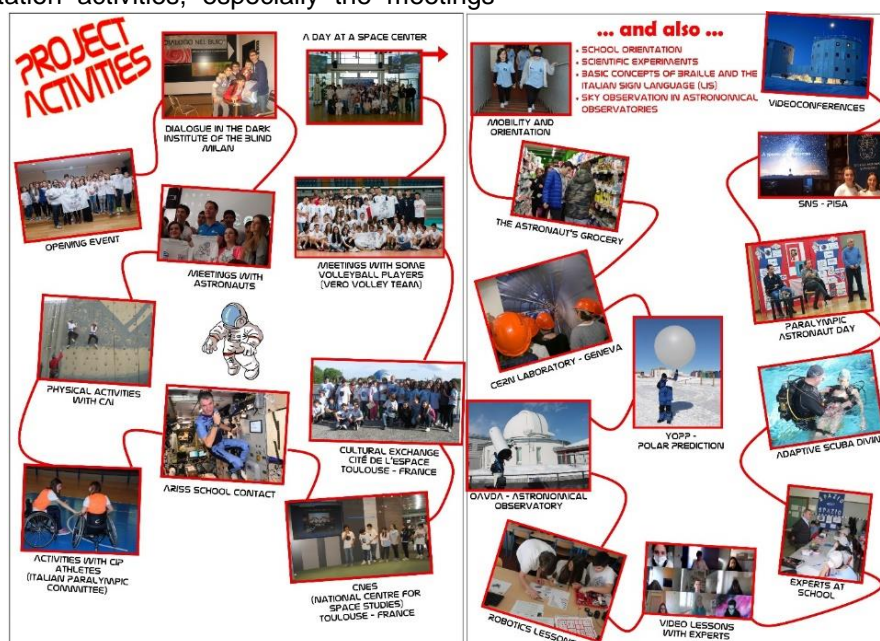 tation activities, especially the meetings
PROJECT
ACTIVITIES
DIALOGUE IN THE DARK
INSTITUTE OF THE BLIND
MILAN
A DAY AT A SPACE CENTER
OPENING EVENT
MEETINGS WITH
ASTRONAUTS
MEETINGS WITH SOME
VOLLEYBALL PLAYERS
(VERO VOLLEY TEAM)
PHYSICAL ACTIVITIES
WITH CAI
ARISS SCHOOL CONTACT
CULTURAL EXCHANGE
CITÉ DE L'ESPACE
TOULOUSE - FRANCE
ACTIVITIES WITH CIP
ATHLETES
(ITALIAN PARALYMPIC
COMMITTEE)
CNES
(NATIONAL CENTRE FOR
SPACE STUDIES)
TOULOUSE - FRANCE
... and also ...
• SCHOOL ORIENTATION
• SCIENTIFIC EXPERIMENTS
• BASIC CONCEPTS OF BRAILLE AND THE
ITALIAN SIGN LANGUAGE (LIS)
• SKY OBSERVATION IN ASTRONOMICAL
OBSERVATORIES
MOBILITY AND
ORIENTATION
VIDEOCONFERENCES
THE ASTRONAUT'S GROCERY
SNS - PISA
CERN LABORATORY - GENEVA
PARALYMPIC
ASTRONAUT DAY
YOPP -
POLAR PREDICTION
ADAPTIVE SCUBA DIVIN
OAVDA - ASTRONOMICAL
OBSERVATORY
ROBOTICS LESSONS
VIDEO LESSONS
WITH EXPERTS
EXPERTS AT
SCHOOL